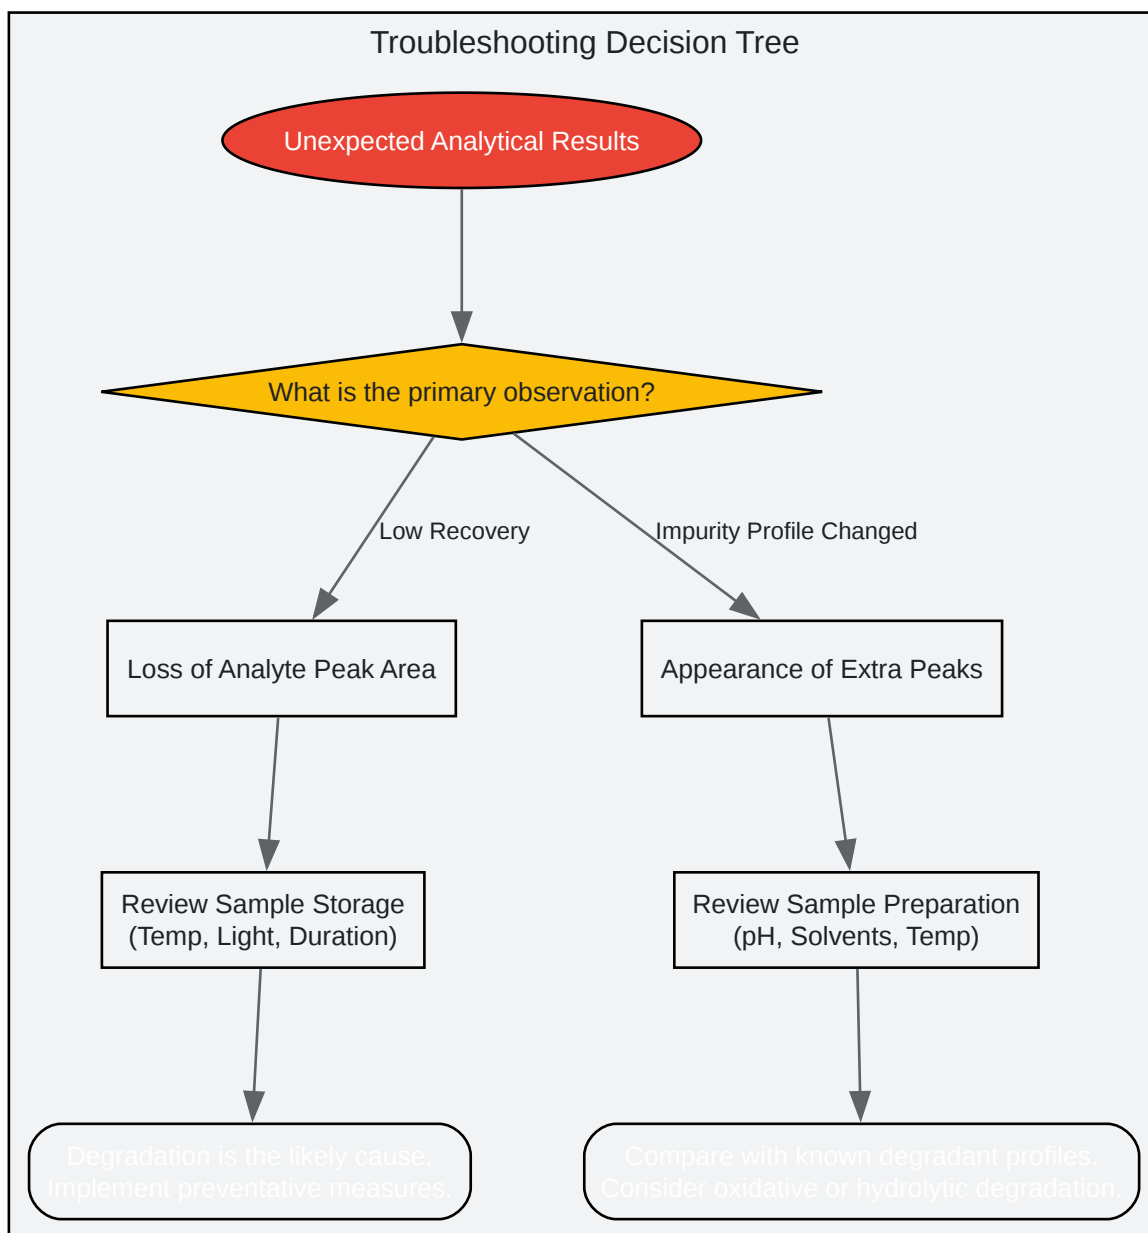 Troubleshooting Decision Tree
Unexpected Analytical Results
What is the primary observation?
Low Recovery
Impurity Profile Changed
Loss of Analyte Peak Area
Appearance of Extra Peaks
Review Sample Storage
(Temp, Light, Duration)
Review Sample Preparation
(pH, Solvents, Temp)
Degradation is the likely cause.
Implement preventative measures.
Compare with known degradant profiles.
Consider oxidative or hydrolytic degradation.